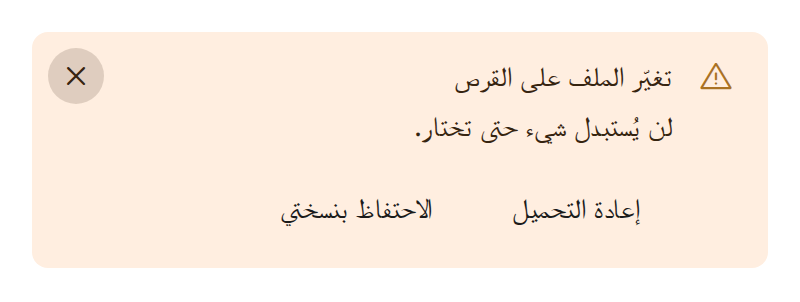 تغيّر الملف على القرص
لن يُستبدل شيء حتى تختار.
إعادة التحميل
الاحتفاظ بنسختي